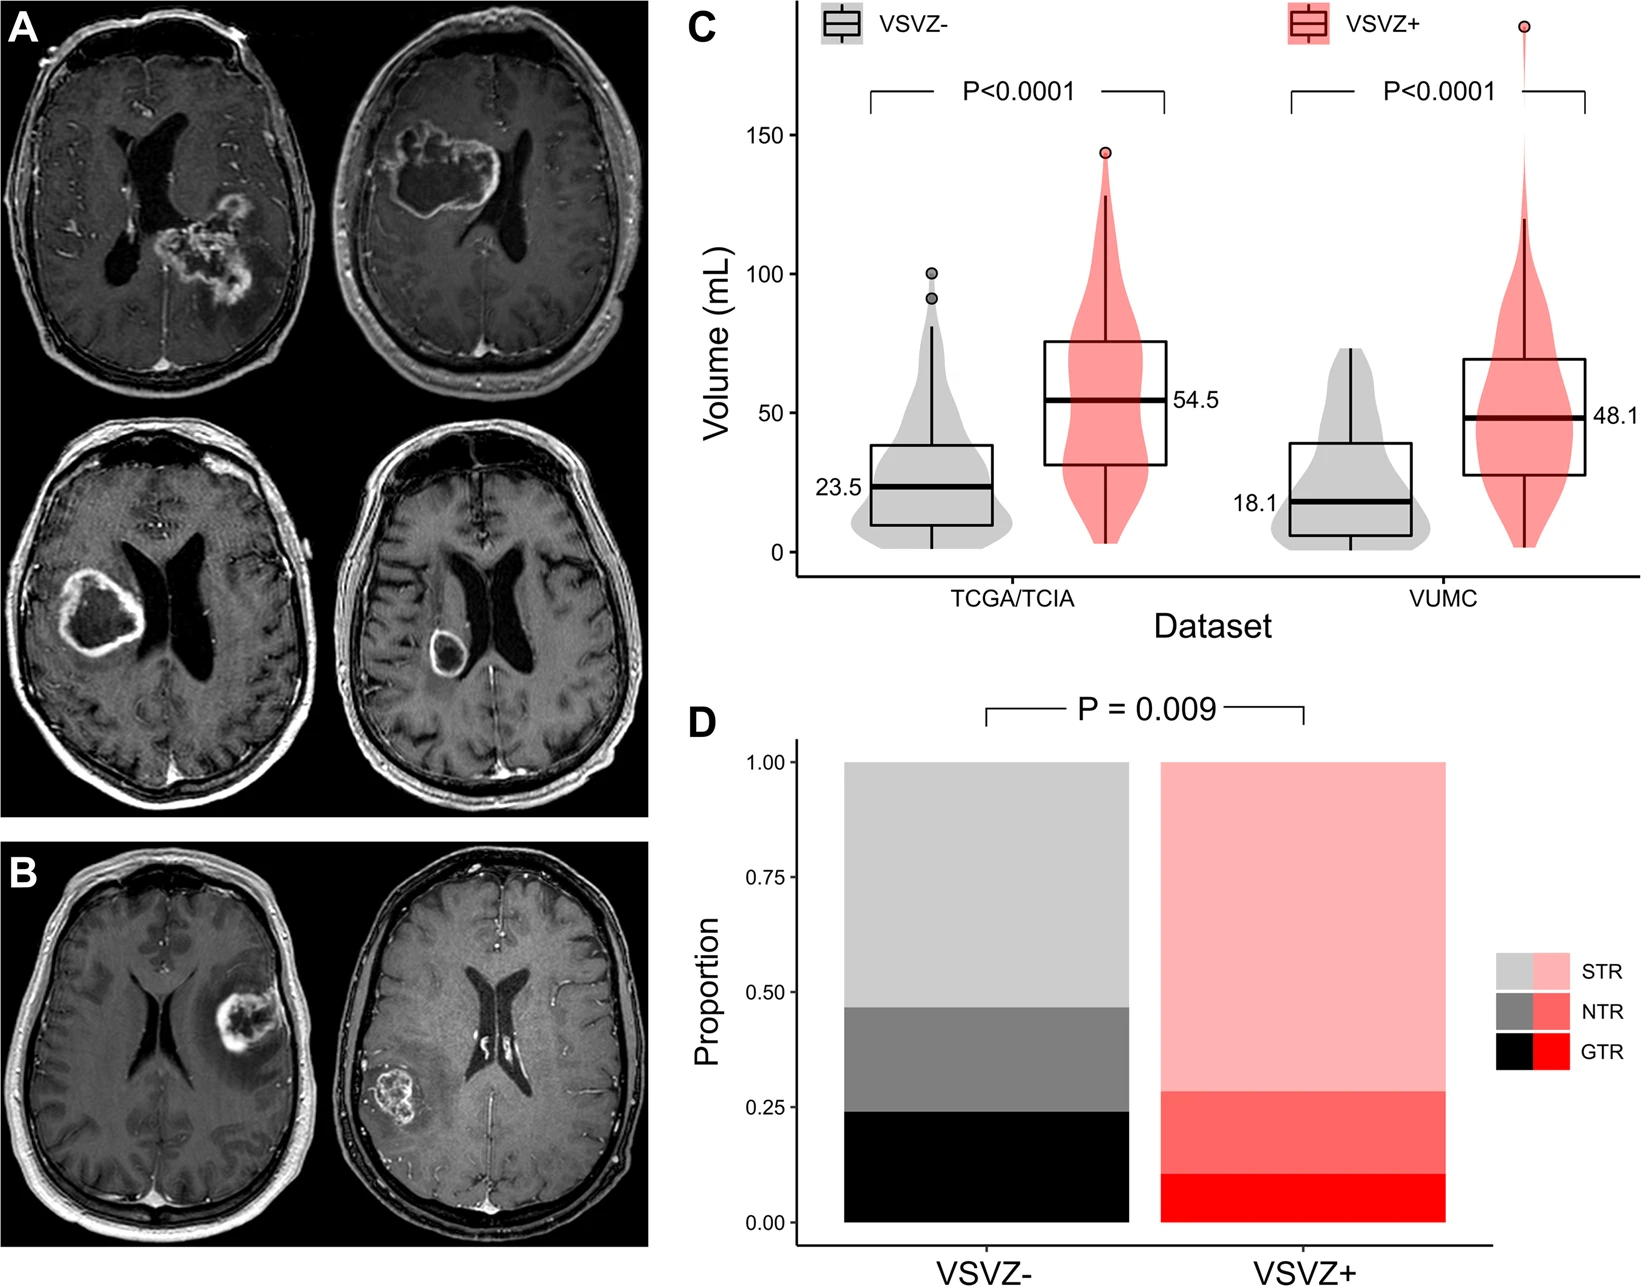 A
B
C
VSVZ-
VSVZ+
P<0.0001
P<0.0001
Volume (mL)
150
100
50
0
23.5
54.5
18.1
48.1
TCGA/TCIA
VUMC
Dataset
D
P = 0.009
Proportion
1.00
0.75
0.50
0.25
0.00
STR
NTR
GTR
VSVZ-
VSVZ+